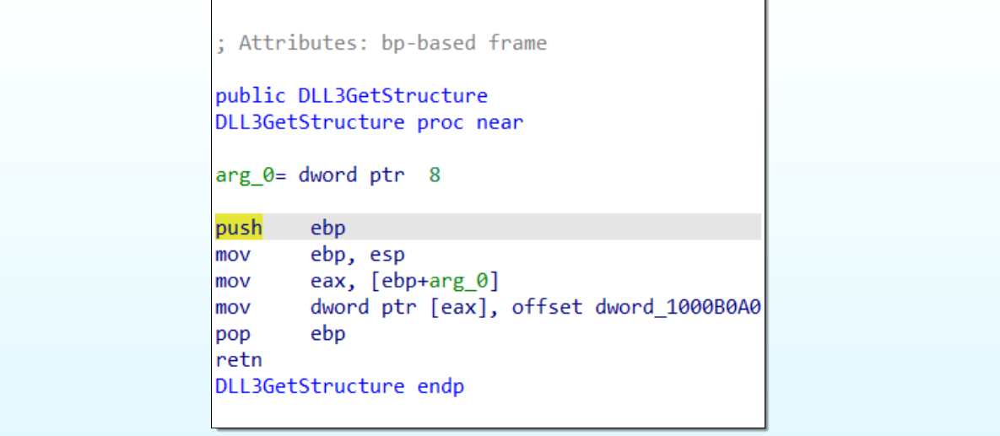 ; Attributes: bp-based frame
public DLL3GetStructure
DLL3GetStructure proc near
arg_0= dword ptr  8
push    ebp
mov     ebp, esp
mov     eax, [ebp+arg_0]
mov     dword ptr [eax], offset dword_1000B0A0
pop     ebp
retn
DLL3GetStructure endp